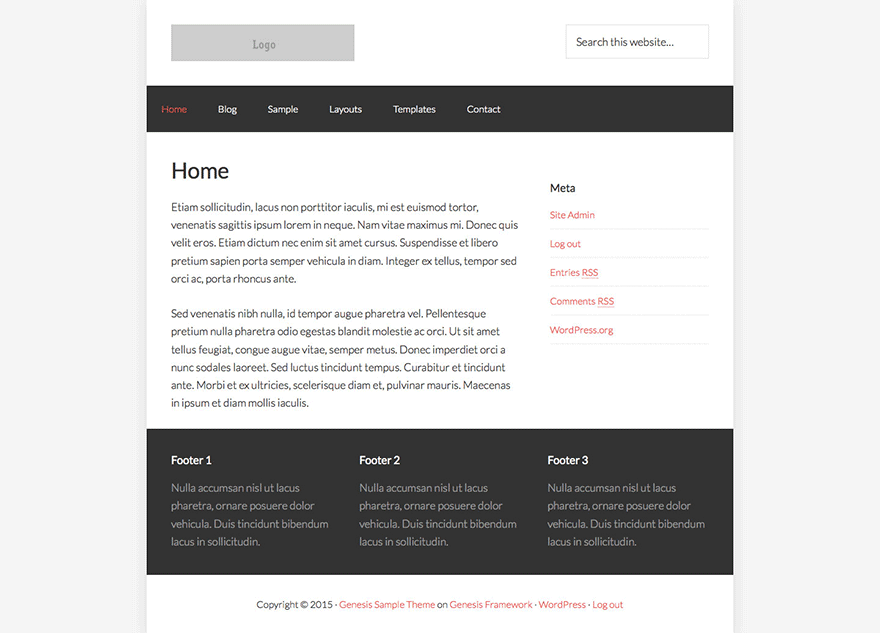 Logo
Search this website...
Home
Blog
Sample
Layouts
Templates
Contact
Home
Etiam sollicitudin, lacus non porttitor iaculis, mi est euismod tortor,
venenatis sagittis ipsum lorem in neque. Nam vitae maximus mi. Donec quis
velit eros. Etiam dictum nec enim sit amet cursus. Suspendisse et libero
pretium sapien porta semper vehicula in diam. Integer ex tellus, tempor sed
orci ac, porta rhoncus ante.
Sed venenatis nibh nulla, id tempor augue pharetra vel. Pellentesque
pretium nulla pharetra odio egestas blandit molestie ac orci. Ut sit amet
tellus feugiat, congue augue vitae, semper metus. Donec imperdiet orci a
nunc sodales laoreet. Sed luctus tincidunt tempus. Curabitur et tincidunt
ante. Morbi et ex ultricies, scelerisque diam et, pulvinar mauris. Maecenas
in ipsum et diam mollis iaculis.
Meta
Site Admin
Log out
Entries RSS
Comments RSS
WordPress.org
Footer 1
Nulla accumsan nisl ut lacus
pharetra, ornare posuere dolor
vehicula. Duis tincidunt bibendum
lacus in sollicitudin.
Footer 2
Nulla accumsan nisl ut lacus
pharetra, ornare posuere dolor
vehicula. Duis tincidunt bibendum
lacus in sollicitudin.
Footer 3
Nulla accumsan nisl ut lacus
pharetra, ornare posuere dolor
vehicula. Duis tincidunt bibendum
lacus in sollicitudin.
Copyright © 2015 · Genesis Sample Theme on Genesis Framework · WordPress · Log out